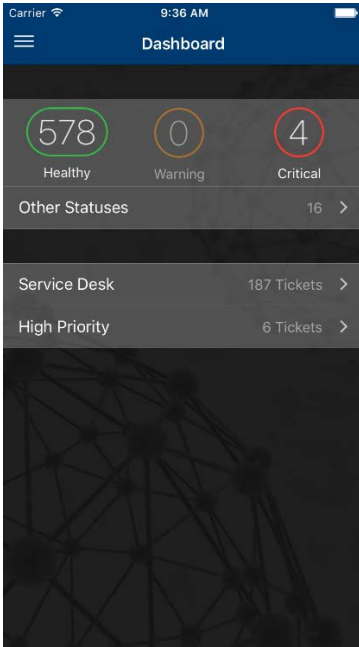 Carrier 9:36 AM
Dashboard
578 0 4
Healthy Warning Critical
Other Statuses 16
Service Desk 187 Tickets
High Priority 6 Tickets